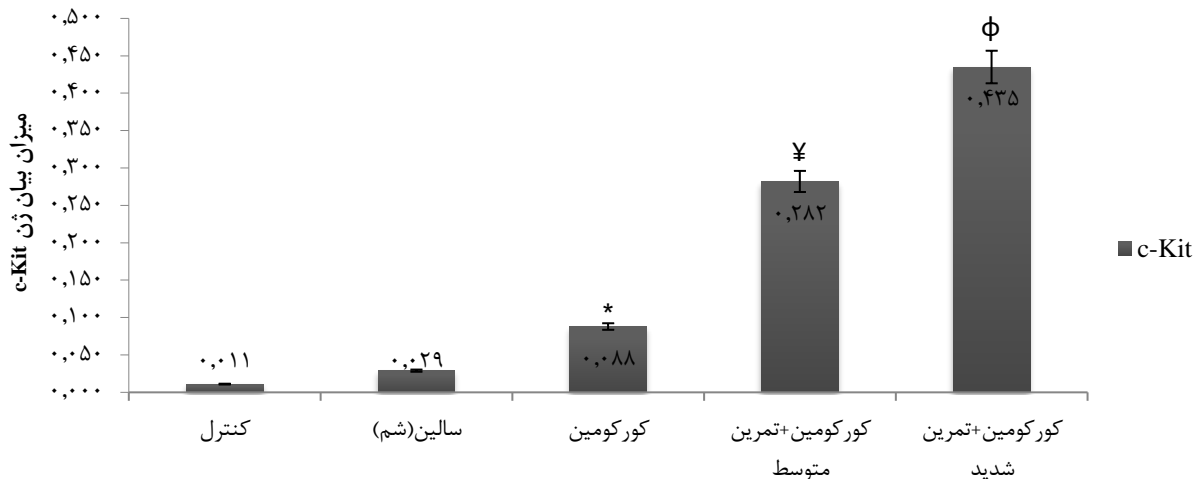 میزان بیان ژن c-Kit
۰,۵۰۰
۰,۴۵۰
۰,۴۰۰
۰,۳۵۰
۰,۳۰۰
۰,۲۵۰
۰,۲۰۰
۰,۱۵۰
۰,۱۰۰
۰,۰۵۰
۰,۰۰۰
۰,۰۱۱
۰,۰۲۹
*
۰,۰۸۸
¥
۰,۲۸۲
ϕ
۰,۴۳۵
کنترل
سالین(شم)
کورکومین
کورکومین+تمرین
متوسط
کورکومین+تمرین
شدید
c-Kit